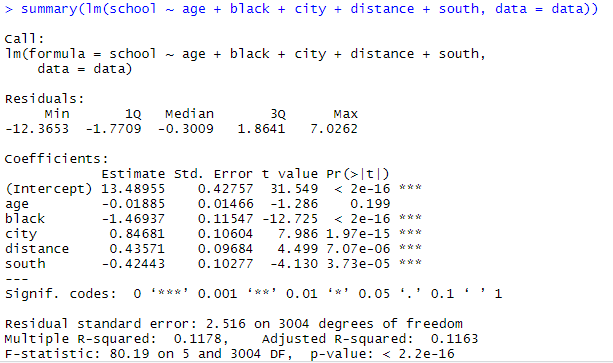 > summary(lm(school ~ age + black + city + distance + south, data = data))
Call:
lm(formula = school ~ age + black + city + distance + south,
    data = data)
Residuals:
     Min       1Q   Median       3Q      Max
-12.3653  -1.7709  -0.3009   1.8641   7.0262
Coefficients:
            Estimate Std. Error t value Pr(>|t|)
(Intercept) 13.48955    0.42757  31.549  < 2e-16 ***
age         -0.01885    0.01466  -1.286    0.199
black       -1.46937    0.11547 -12.725  < 2e-16 ***
city         0.84681    0.10604   7.986 1.97e-15 ***
distance     0.43571    0.09684   4.499 7.07e-06 ***
south       -0.42443    0.10277  -4.130 3.73e-05 ***
---
Signif. codes:  0 ‘***’ 0.001 ‘**’ 0.01 ‘*’ 0.05 ‘.’ 0.1 ‘ ’ 1
Residual standard error: 2.516 on 3004 degrees of freedom
Multiple R-squared:  0.1178,    Adjusted R-squared:  0.1163
F-statistic: 80.19 on 5 and 3004 DF,  p-value: < 2.2e-16